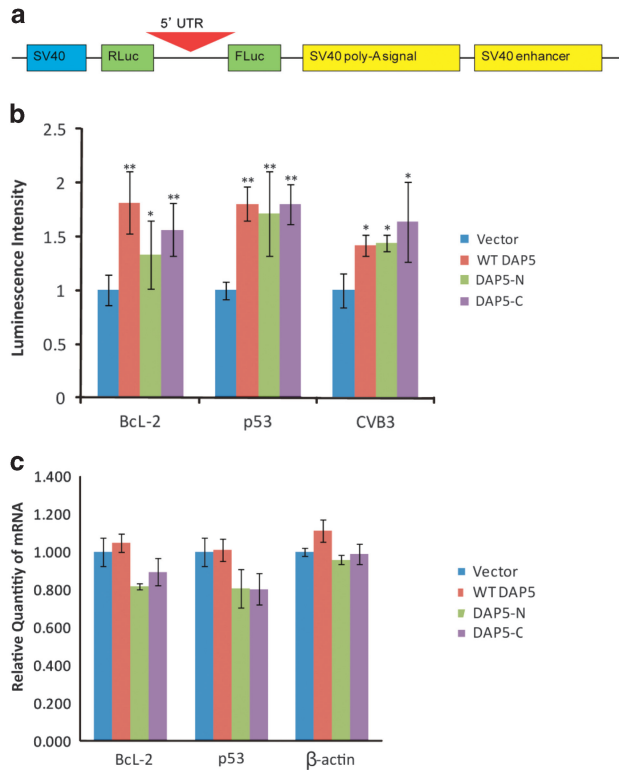 a
5' UTR
SV40 RLuc FLuc SV40 poly-A signal SV40 enhancer
b
Luminescence Intensity
2.5
2
1.5
1
0.5
0
** * **
** ** **
* * *
BcL-2 p53 CVB3
Vector
WT DAP5
DAP5-N
DAP5-C
c
Relative Quantitiy of mRNA
1.400
1.200
1.000
0.800
0.600
0.400
0.200
0.000
BcL-2 p53 β-actin
Vector
WT DAP5
DAP5-N
DAP5-C